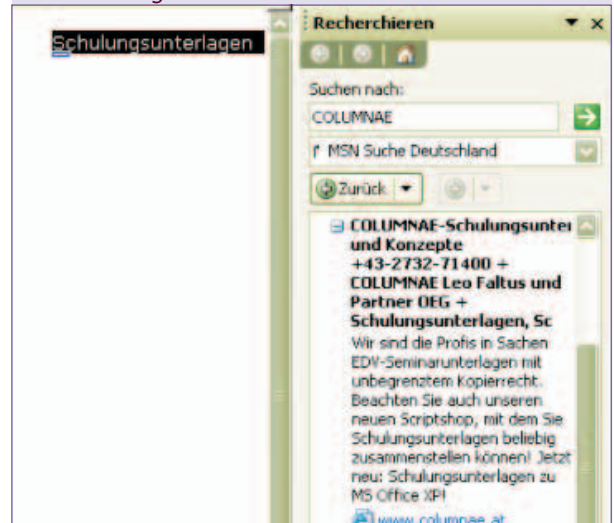 Schulungsunterlagen
Recherchieren
Suchen nach:
COLUMNAE
MSN Suche Deutschland
Zurück
COLUMNAE-Schulungsunter
und Konzepte
+43-2732-71400 +
COLUMNAE Leo Faltus und
Partner OEG +
Schulungsunterlagen, Sc
Wir sind die Profis in Sachen
EDV-Seminarunterlagen mit
unbegrenztem Kopierrecht.
Beachten Sie auch unseren
neuen Scriptshop, mit dem Sie
Schulungsunterlagen beliebig
zusammenstellen können! Jetzt
neu: Schulungsunterlagen zu
MS Office XP!
www.columnae.at